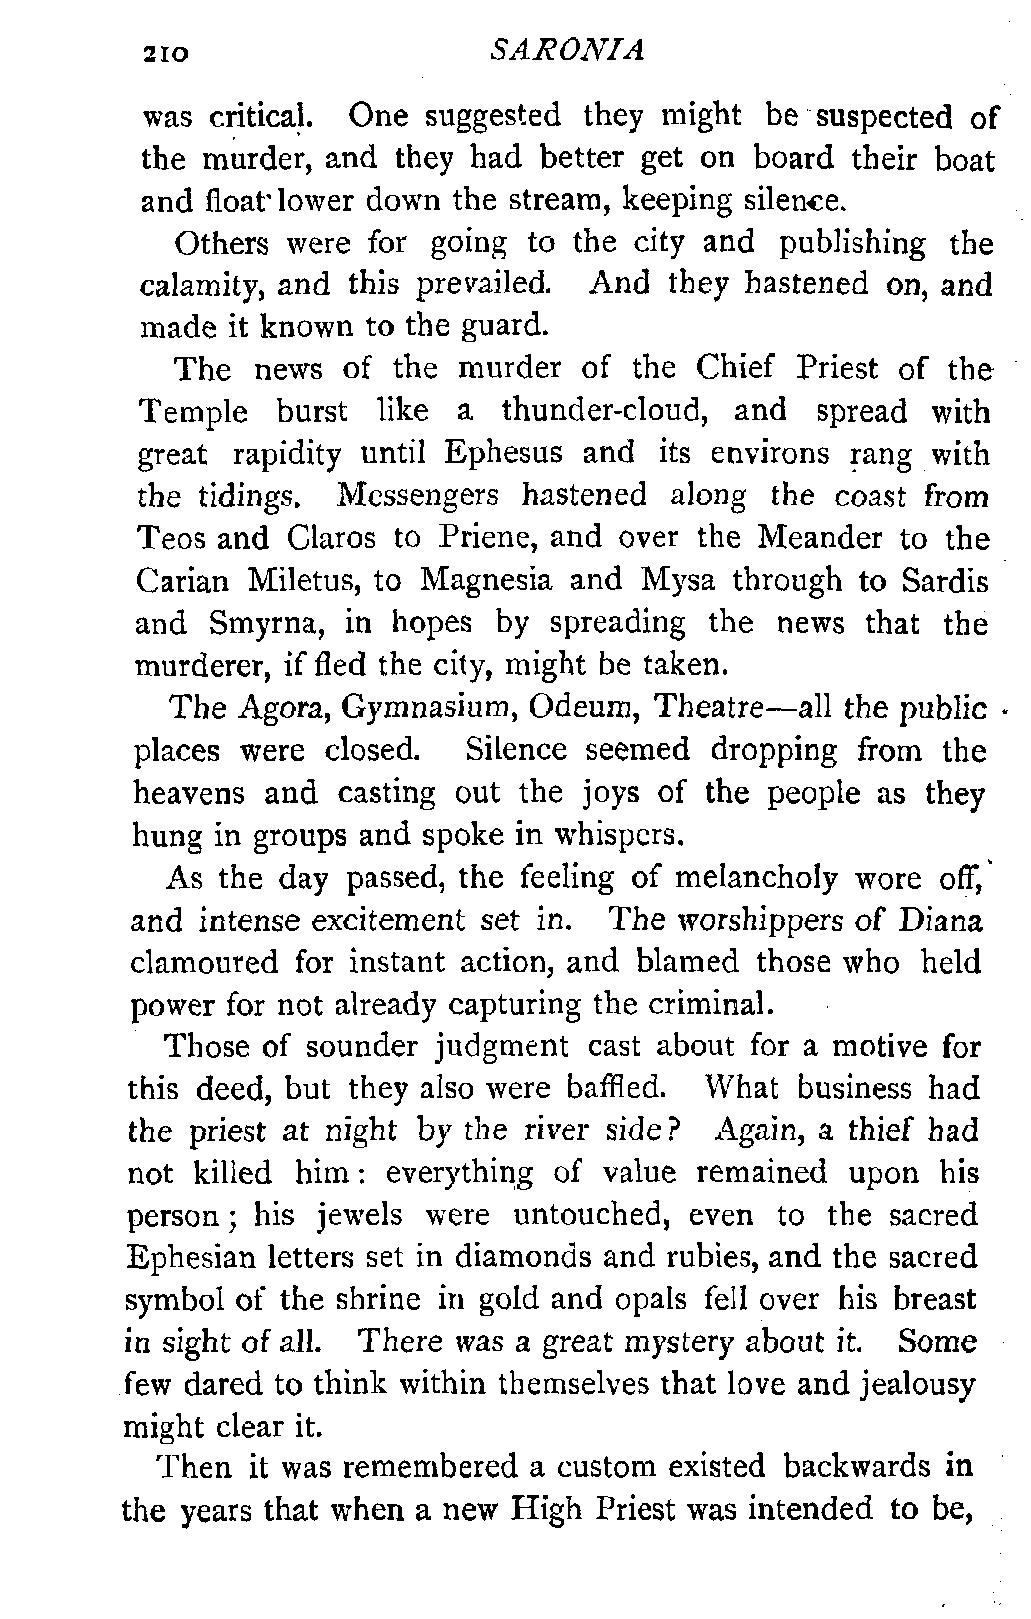 210 SARONIA
was critical. One suggested they might be suspected of
the murder, and they had better get on board their boat
and float lower down the stream, keeping silence.
Others were for going to the city and publishing the
calamity, and this prevailed. And they hastened on, and
made it known to the guard.
The news of the murder of the Chief Priest of the
Temple burst like a thunder-cloud, and spread with
great rapidity until Ephesus and its environs rang with
the tidings. Messengers hastened along the coast from
Teos and Claros to Priene, and over the Meander to the
Carian Miletus, to Magnesia and Mysa through to Sardis
and Smyrna, in hopes by spreading the news that the
murderer, if fled the city, might be taken.
The Agora, Gymnasium, Odeum, Theatre—all the public
places were closed. Silence seemed dropping from the
heavens and casting out the joys of the people as they
hung in groups and spoke in whispers.
As the day passed, the feeling of melancholy wore off,
and intense excitement set in. The worshippers of Diana
clamoured for instant action, and blamed those who held
power for not already capturing the criminal.
Those of sounder judgment cast about for a motive for
this deed, but they also were baffled. What business had
the priest at night by the river side? Again, a thief had
not killed him: everything of value remained upon his
person; his jewels were untouched, even to the sacred
Ephesian letters set in diamonds and rubies, and the sacred
symbol of the shrine in gold and opals fell over his breast
in sight of all. There was a great mystery about it. Some
few dared to think within themselves that love and jealousy
might clear it.
Then it was remembered a custom existed backwards in
the years that when a new High Priest was intended to be,